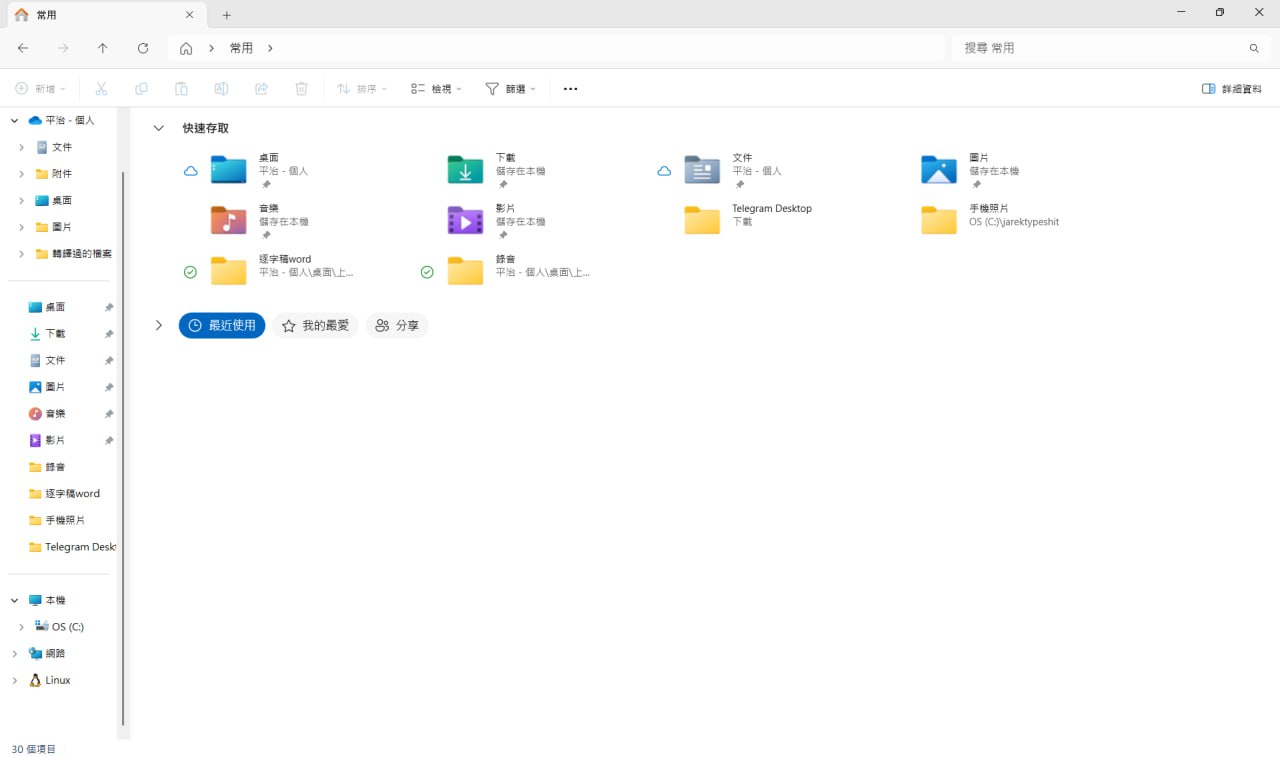 常用
常用
搜尋 常用
新增
排序
檢視
篩選
詳細資料
平治 - 個人
文件
附件
桌面
圖片
轉譯過的檔案
桌面
下載
文件
圖片
音樂
影片
錄音
逐字稿word
手機照片
Telegram Deskt
本機
OS (C:)
網路
Linux
快速存取
桌面
平治 - 個人
下載
儲存在本機
文件
平治 - 個人
圖片
儲存在本機
音樂
儲存在本機
影片
儲存在本機
Telegram Desktop
下載
手機照片
OS (C:)\jarektypeshit
逐字稿word
平治 - 個人\桌面\上...
錄音
平治 - 個人\桌面\上...
最近使用
我的最愛
分享
30 個項目